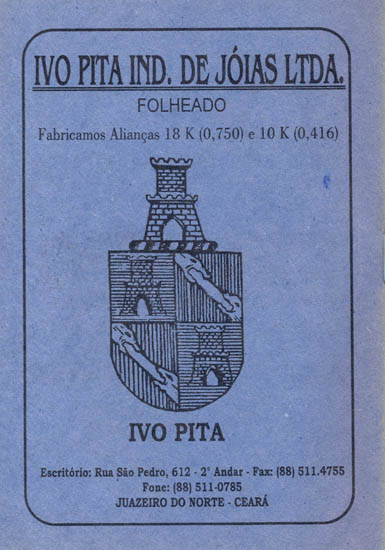 IVO PITA IND. DE JÓIAS LTDA.
FOLHEADO
Fabricamos Alianças 18 K (0,750) e 10 K (0,416)
IVO PITA
Escritório: Rua São Pedro, 612 - 2º Andar - Fax: (88) 511.4755
Fone: (88) 511-0785
JUAZEIRO DO NORTE - CEARÁ